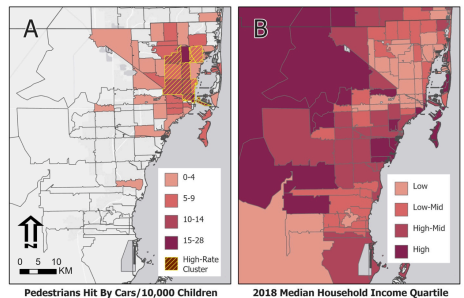 A
0-4
5-9
10-14
15-28
High-Rate
Cluster
N
0 5 10
KM
Pedestrians Hit By Cars/10,000 Children
B
Low
Low-Mid
High-Mid
High
2018 Median Household Income Quartile